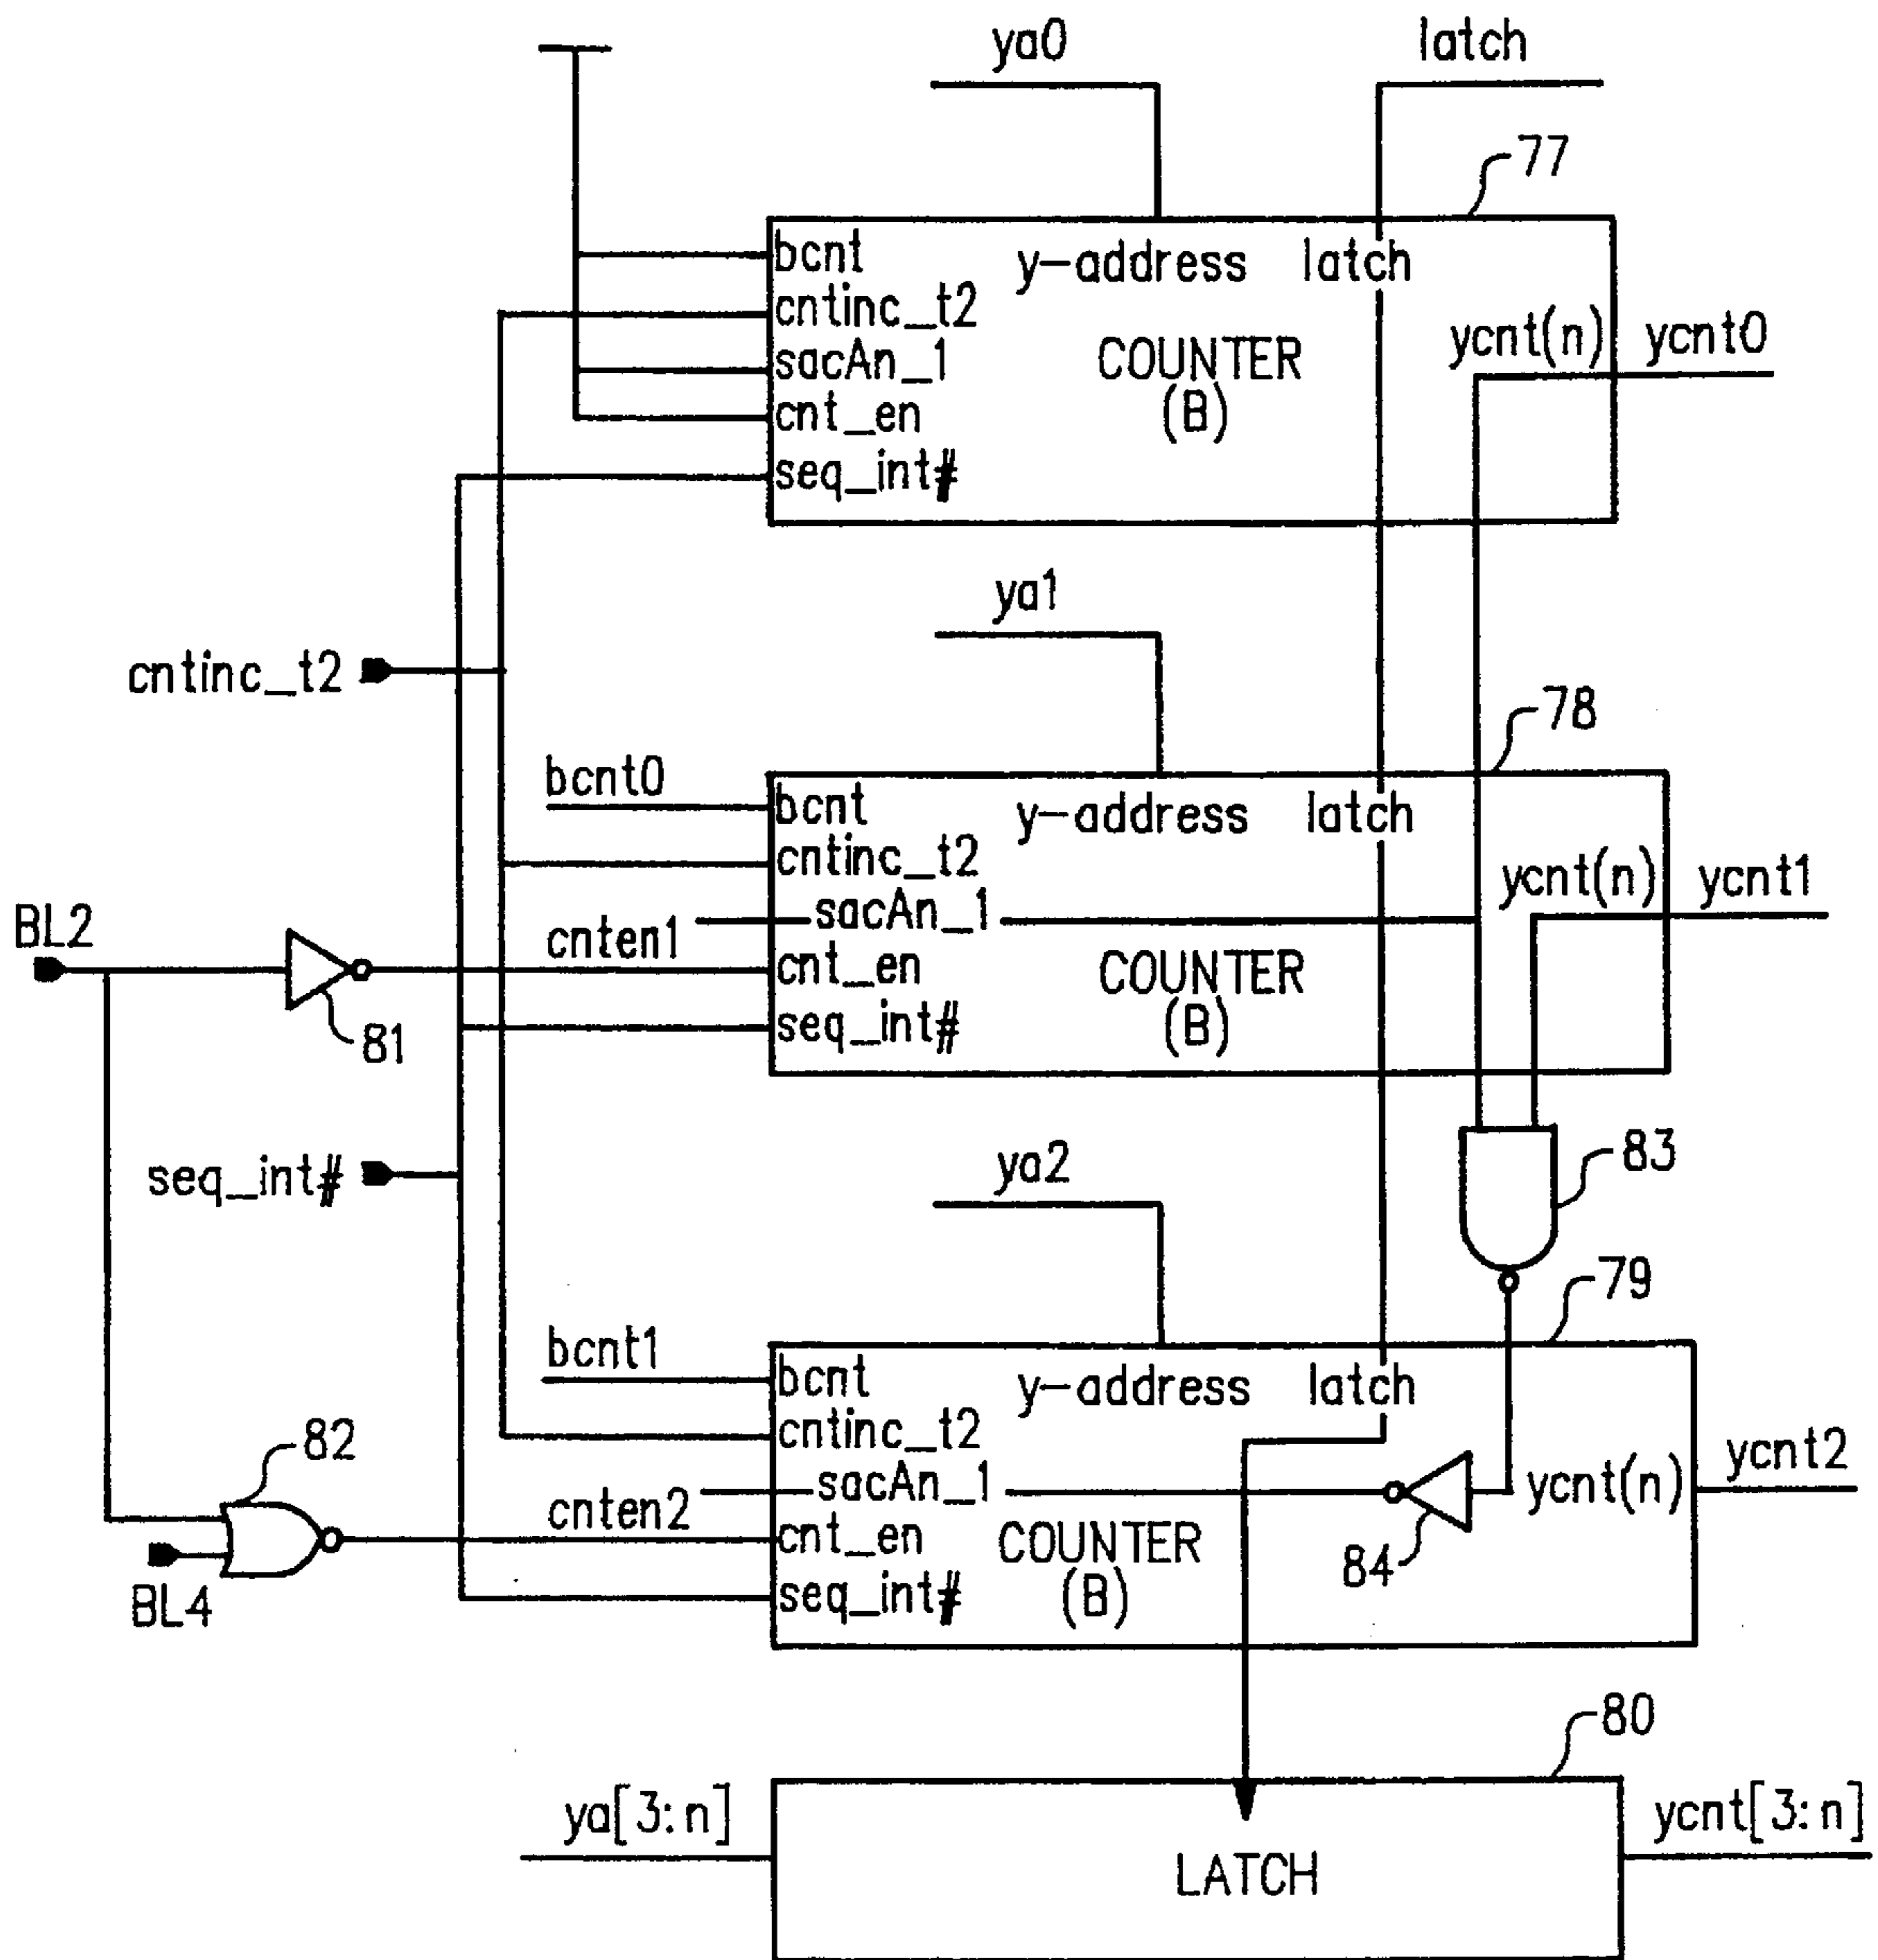 ya0
latch
77
bcnt
y-address
latch
cntinc_t2
sacAn_1
COUNTER
(B)
ycnt(n)
ycnt0
cnt_en
seq_int#
ya1
cntinc_t2
78
bcnt0
bcnt
y-address
latch
cntinc_t2
sacAn_1
ycnt(n)
ycnt1
BL2
cnten1
cnt_en
COUNTER
(B)
81
seq_int#
seq_int#
ya2
83
79
bcnt1
bcnt
y-address
latch
82
cntinc_t2
sacAn_1
ycnt(n)
ycnt2
cnten2
cnt_en
COUNTER
(B)
84
BL4
seq_int#
80
ya[3:n]
LATCH
ycnt[3:n]